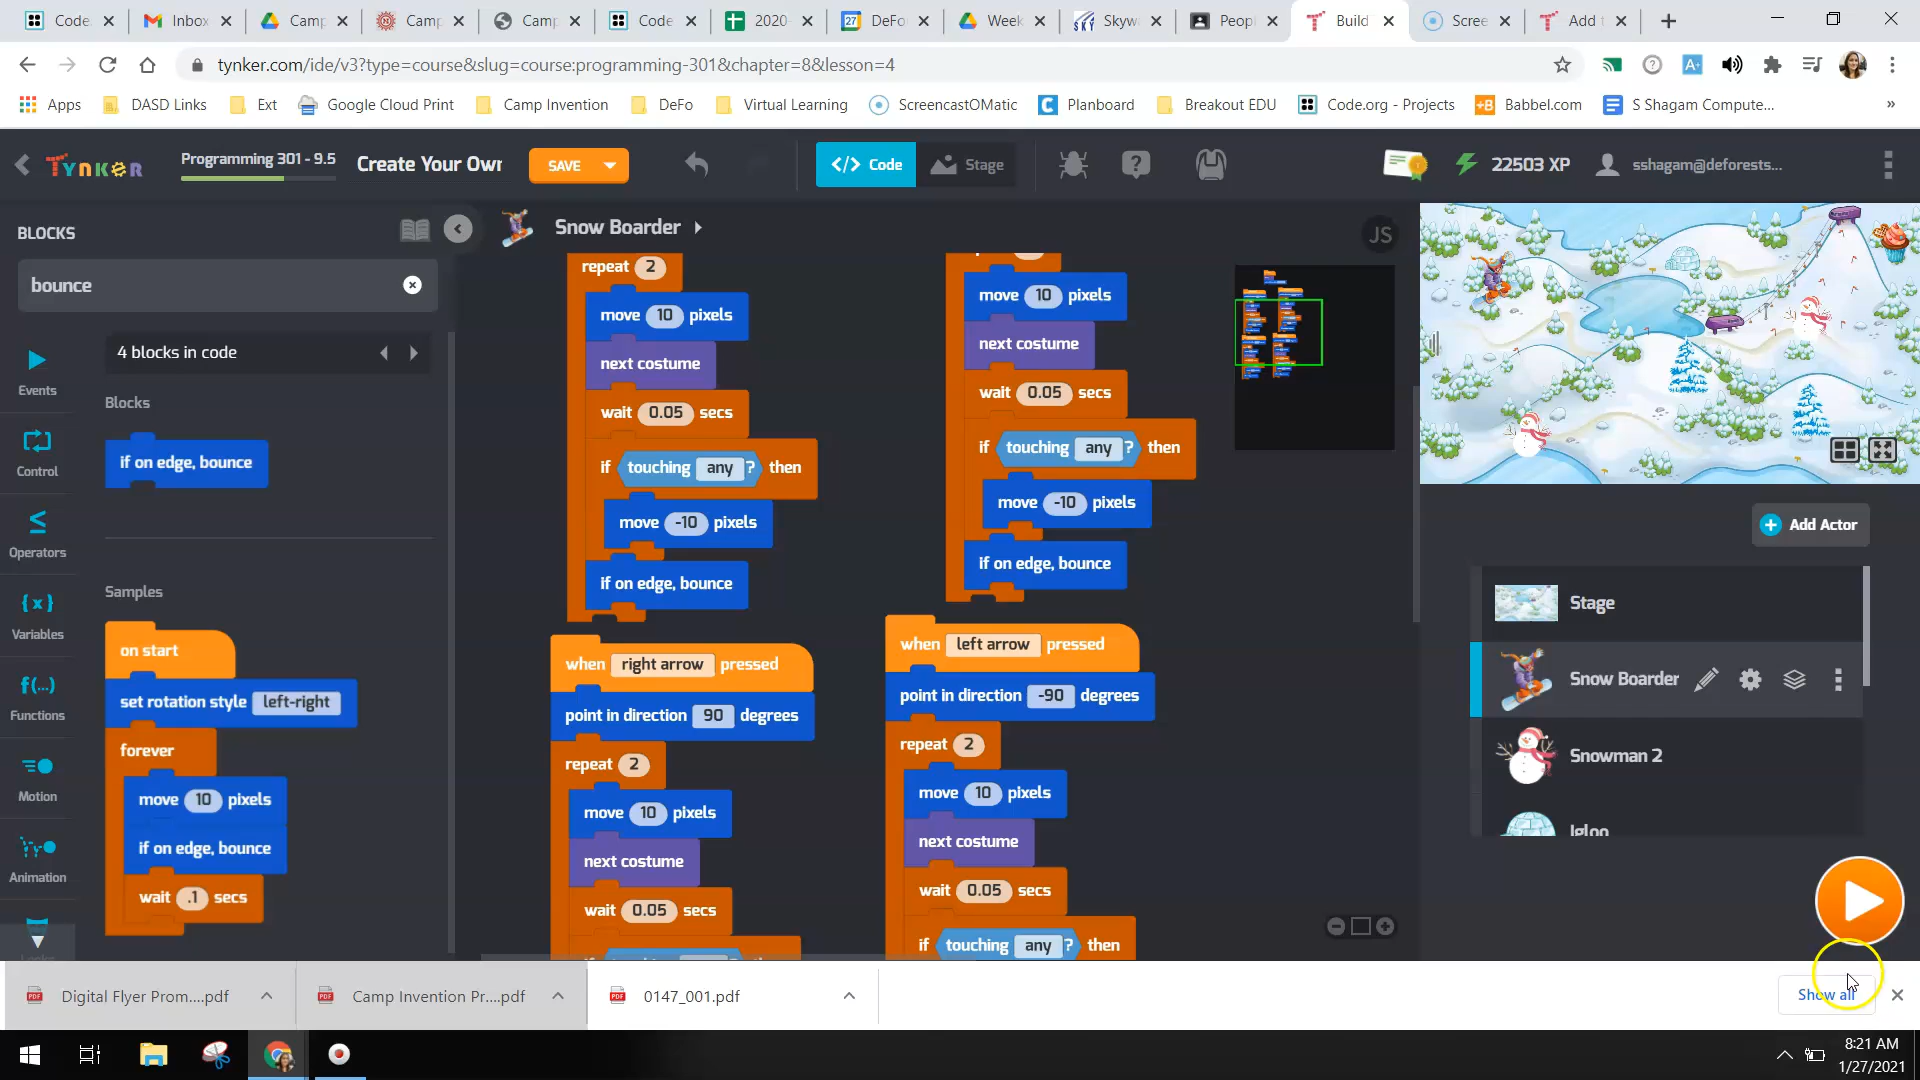 Code.
Inbox
Camp
Camp
Camp
Code
2020-
27
DeFo
Week
SKY
Skyw
Peop
Build
Scree
Add t
tynker.com/ide/v3?type=course&slug=course:programming-301&chapter=8&lesson=4
Apps
DASD Links
Ext
Google Cloud Print
Camp Invention
DeFo
Virtual Learning
ScreencastOMatic
Planboard
Breakout EDU
Code.org - Projects
+B
Babbel.com
S Shagam Compute...
»
TYNKER
Programming 301 - 9.5
Create Your Own
SAVE
</> Code
Stage
22503 XP
sshagam@deforests...
BLOCKS
Snow Boarder
JS
bounce
4 blocks in code
Blocks
if on edge, bounce
Samples
on start
set rotation style left-right
forever
move 10 pixels
if on edge, bounce
wait .1 secs
Events
Control
Operators
Variables
f(...)
Functions
Motion
Animation
repeat 2
move 10 pixels
next costume
wait 0.05 secs
if touching any ? then
move -10 pixels
if on edge, bounce
when right arrow pressed
point in direction 90 degrees
repeat 2
move 10 pixels
next costume
wait 0.05 secs
move 10 pixels
next costume
wait 0.05 secs
if touching any ? then
move -10 pixels
if on edge, bounce
when left arrow pressed
point in direction -90 degrees
repeat 2
move 10 pixels
next costume
wait 0.05 secs
if touching any ? then
Add Actor
Stage
Snow Boarder
Snowman 2
Igloo
Digital Flyer Prom....pdf
Camp Invention Pr....pdf
0147_001.pdf
Show all
8:21 AM
1/27/2021